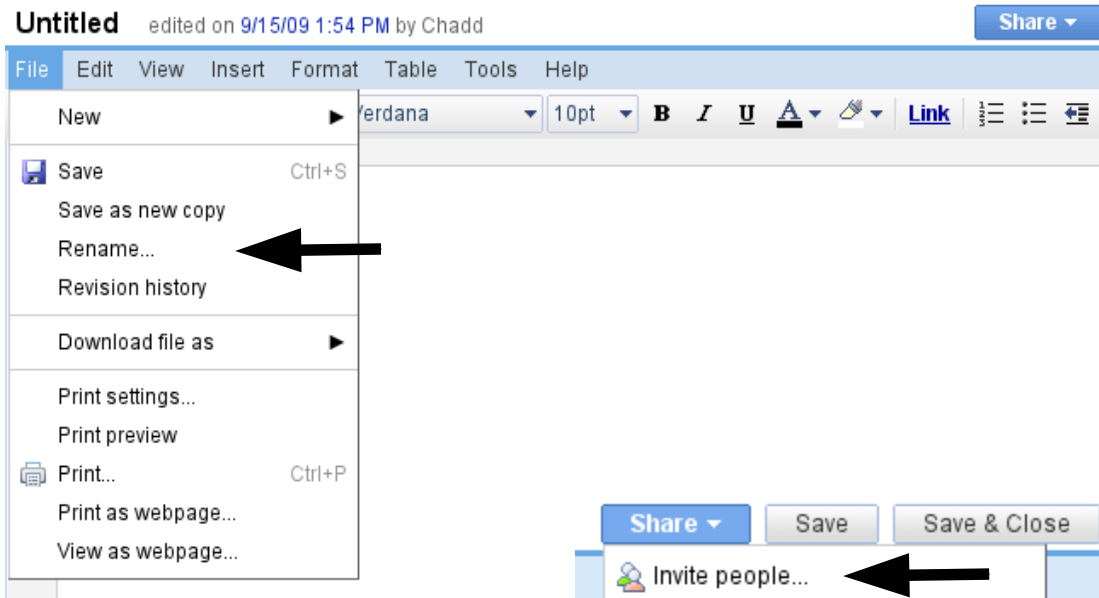 Untitled edited on 9/15/09 1:54 PM by Chadd Share
File Edit View Insert Format Table Tools Help
New erdana 10pt B I U A Link
Save Ctrl+S
Save as new copy
Rename...
Revision history
Download file as
Print settings...
Print preview
Print... Ctrl+P
Print as webpage...
View as webpage...
Share Save Save & Close
Invite people...